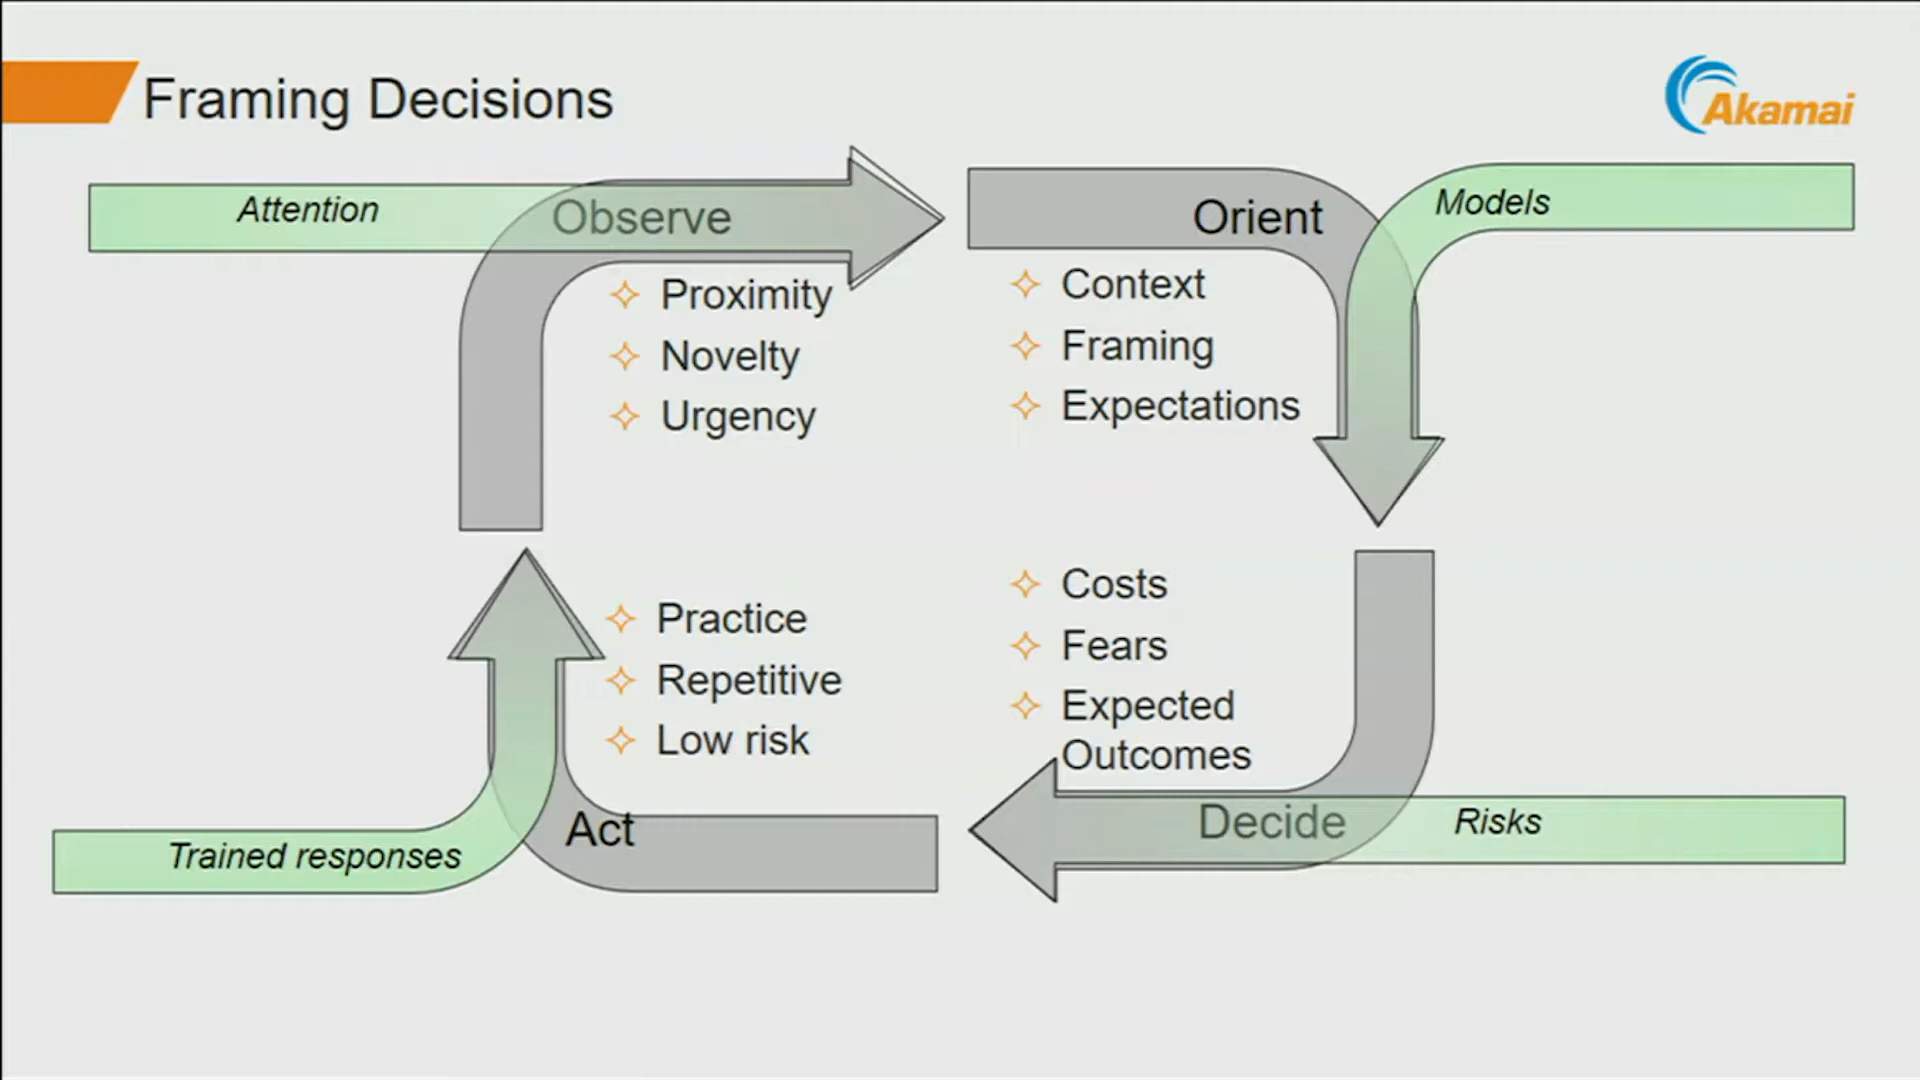 Framing Decisions
Akamai
Attention
Observe
Proximity
Novelty
Urgency
Orient
Models
Context
Framing
Expectations
Practice
Repetitive
Low risk
Act
Trained responses
Costs
Fears
Expected
Outcomes
Decide
Risks